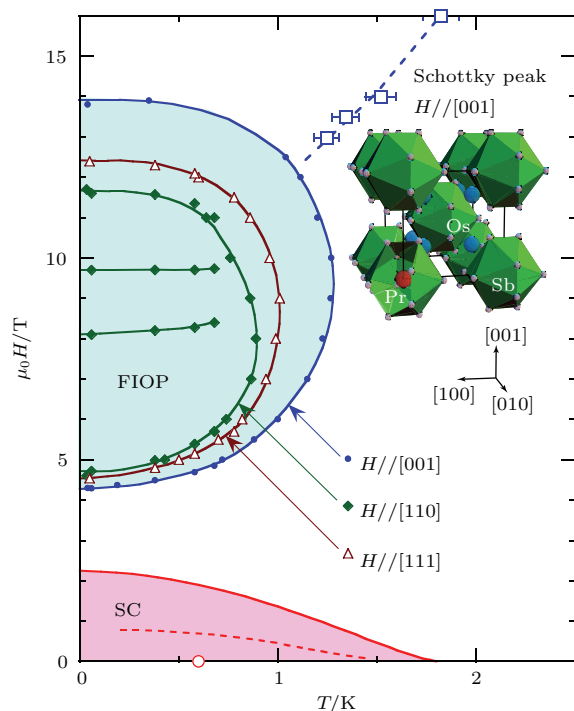 15
Schottky peak
H//[001]
Os
Pr
Sb
10
μ₀H/T
[001]
[100]
[010]
FIOP
5
H//[001]
H//[110]
H//[111]
SC
0
0
1
2
T/K